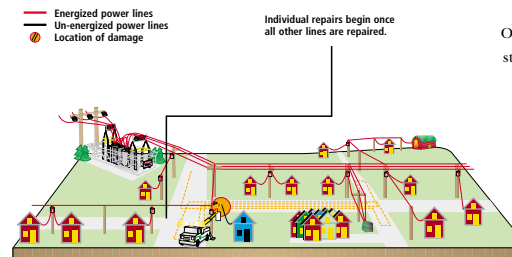 Energized power lines
Un-energized power lines
Location of damage
Individual repairs begin once
all other lines are repaired.
O
st